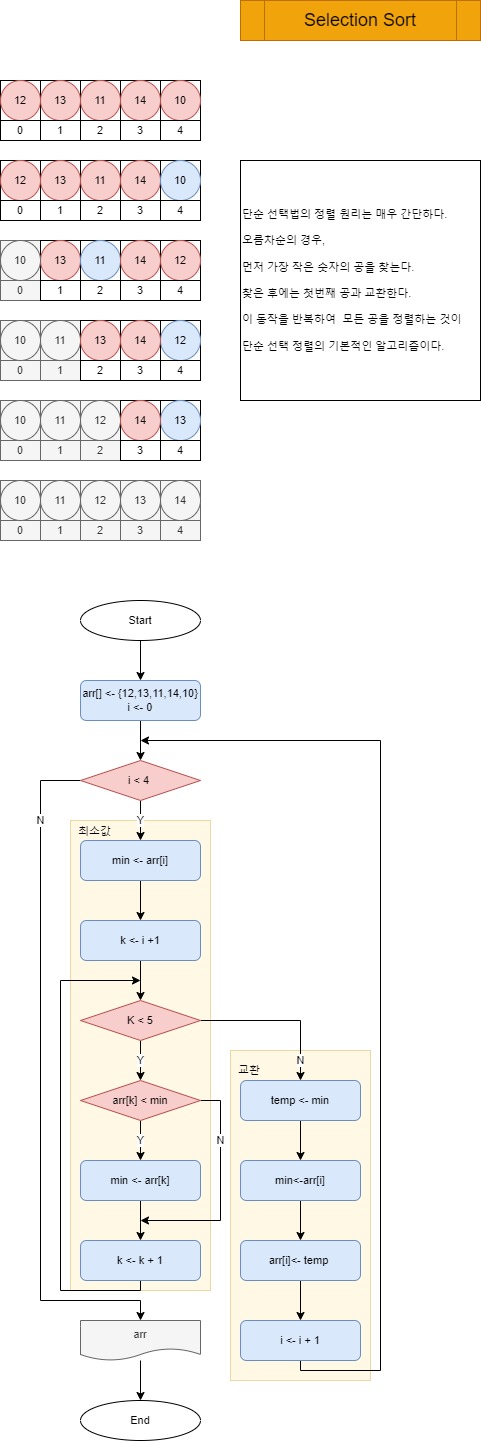 Selection Sort
12 13 11 14 10
0 1 2 3 4
12 13 11 14 10
0 1 2 3 4
10 13 11 14 12
0 1 2 3 4
10 11 13 14 12
0 1 2 3 4
10 11 12 14 13
0 1 2 3 4
10 11 12 13 14
0 1 2 3 4
단순 선택법의 정렬 원리는 매우 간단하다.
오름차순의 경우,
먼저 가장 작은 숫자의 공을 찾는다.
찾은 후에는 첫번째 공과 교환한다.
이 동작을 반복하여 모든 공을 정렬하는 것이
단순 선택 정렬의 기본적인 알고리즘이다.
Start
arr[] <- {12,13,11,14,10}
i <- 0
i < 4
N
Y
최소값
min <- arr[i]
k <- i +1
K < 5
N
Y
교환
arr[k] < min
temp <- min
Y
N
min <- arr[k]
min<-arr[i]
k <- k + 1
arr[i]<- temp
arr
i <- i + 1
End